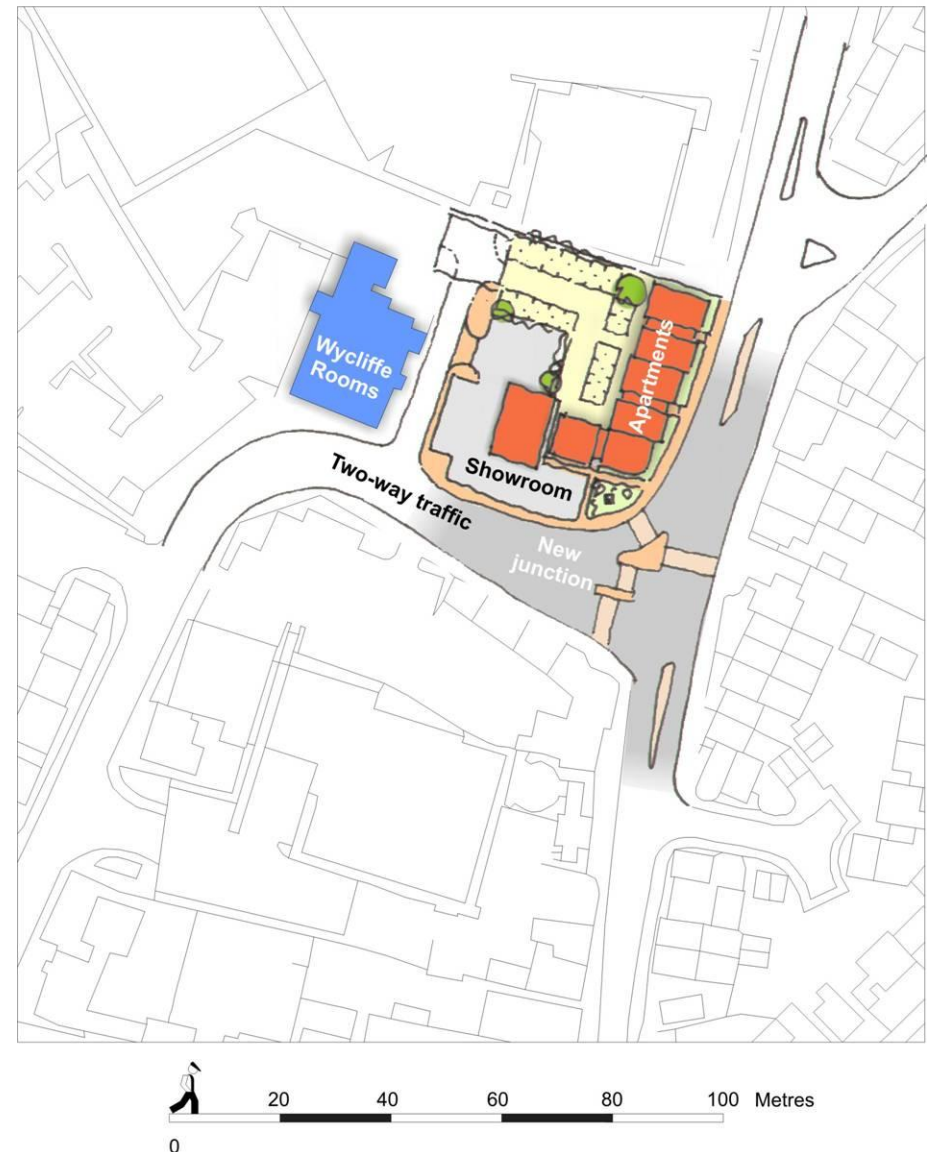 Wycliffe
Rooms
Apartments
Showroom
Two-way traffic
New
junction
20 40 60 80 100 Metres
0